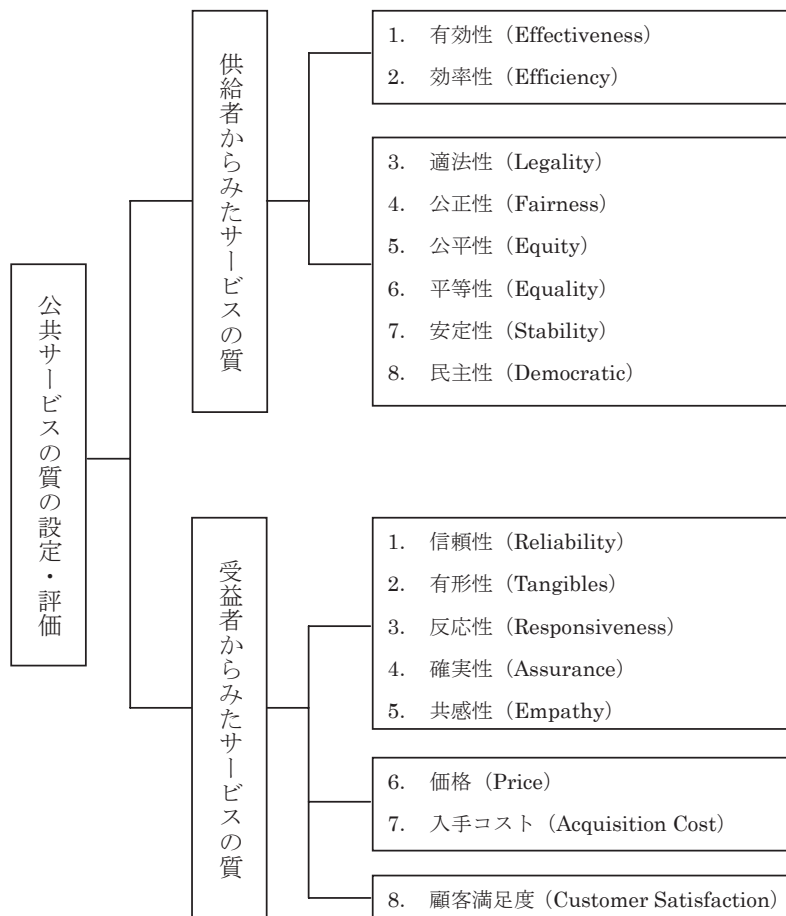 公共サービスの質の設定・評価
供給者からみたサービスの質
1. 有効性（Effectiveness）
2. 効率性（Efficiency）
3. 適法性（Legality）
4. 公正性（Fairness）
5. 公平性（Equity）
6. 平等性（Equality）
7. 安定性（Stability）
8. 民主性（Democratic）
受益者からみたサービスの質
1. 信頼性（Reliability）
2. 有形性（Tangibles）
3. 反応性（Responsiveness）
4. 確実性（Assurance）
5. 共感性（Empathy）
6. 価格（Price）
7. 入手コスト（Acquisition Cost）
8. 顧客満足度（Customer Satisfaction）